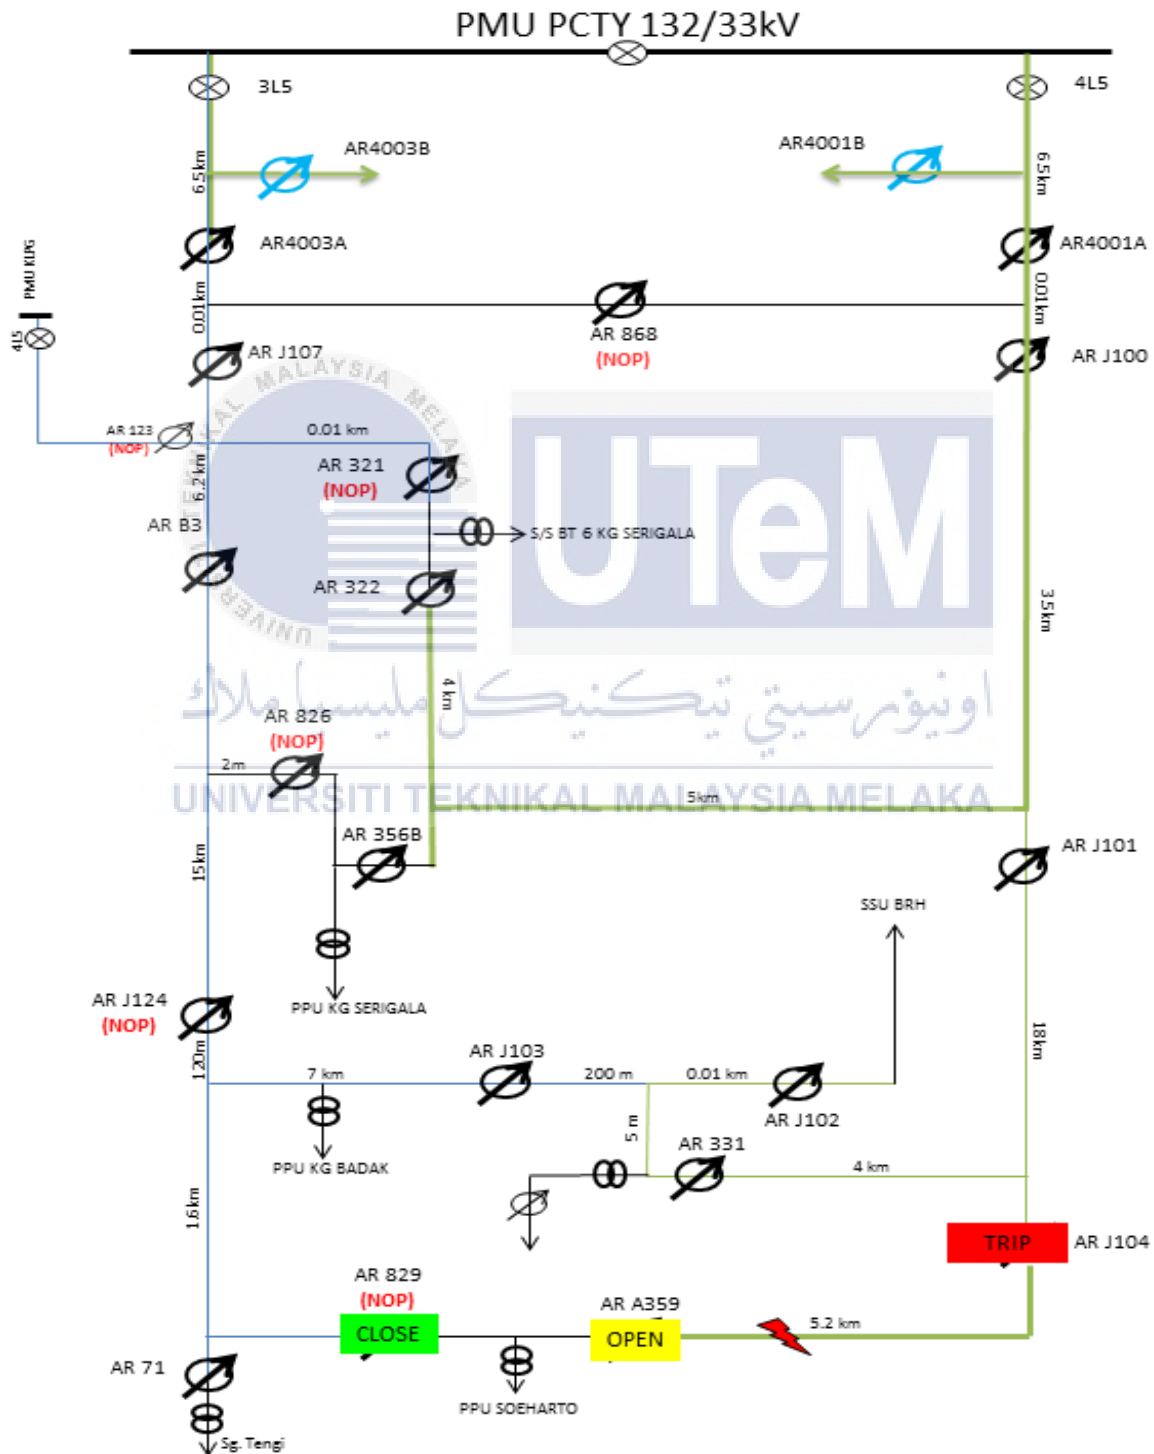 PMU PCTY 132/33kV
3L5
4L5
AR4003B
AR4001B
6.5km
6.5km
AR4003A
AR4001A
PMU KLPG
4L5
0.01km
0.01km
AR 868
(NOP)
AR J107
AR J100
AR 123
(NOP)
0.01 km
6.2km
AR 321
(NOP)
AR B3
S/S BT 6 KG SERIGALA
AR 322
UNIVERSITI TEKNIKAL MALAYSIA MELAKA
UTeM
3.5km
4 km
اونيۏرسيتي تيكنيكل مليسيا ملاك
AR 826
(NOP)
2m
UNIVERSITI TEKNIKAL MALAYSIA MELAKA
5km
AR 356B
AR J101
15km
SSU BRH
PPU KG SERIGALA
AR J124
(NOP)
120m
18km
AR J103
7 km
200 m
0.01 km
AR J102
5 m
AR 331
4 km
PPU KG BADAK
1.6km
TRIP
AR J104
AR 829
(NOP)
AR A359
5.2 km
CLOSE
OPEN
AR 71
PPU SOEHARTO
Sg. Tengi